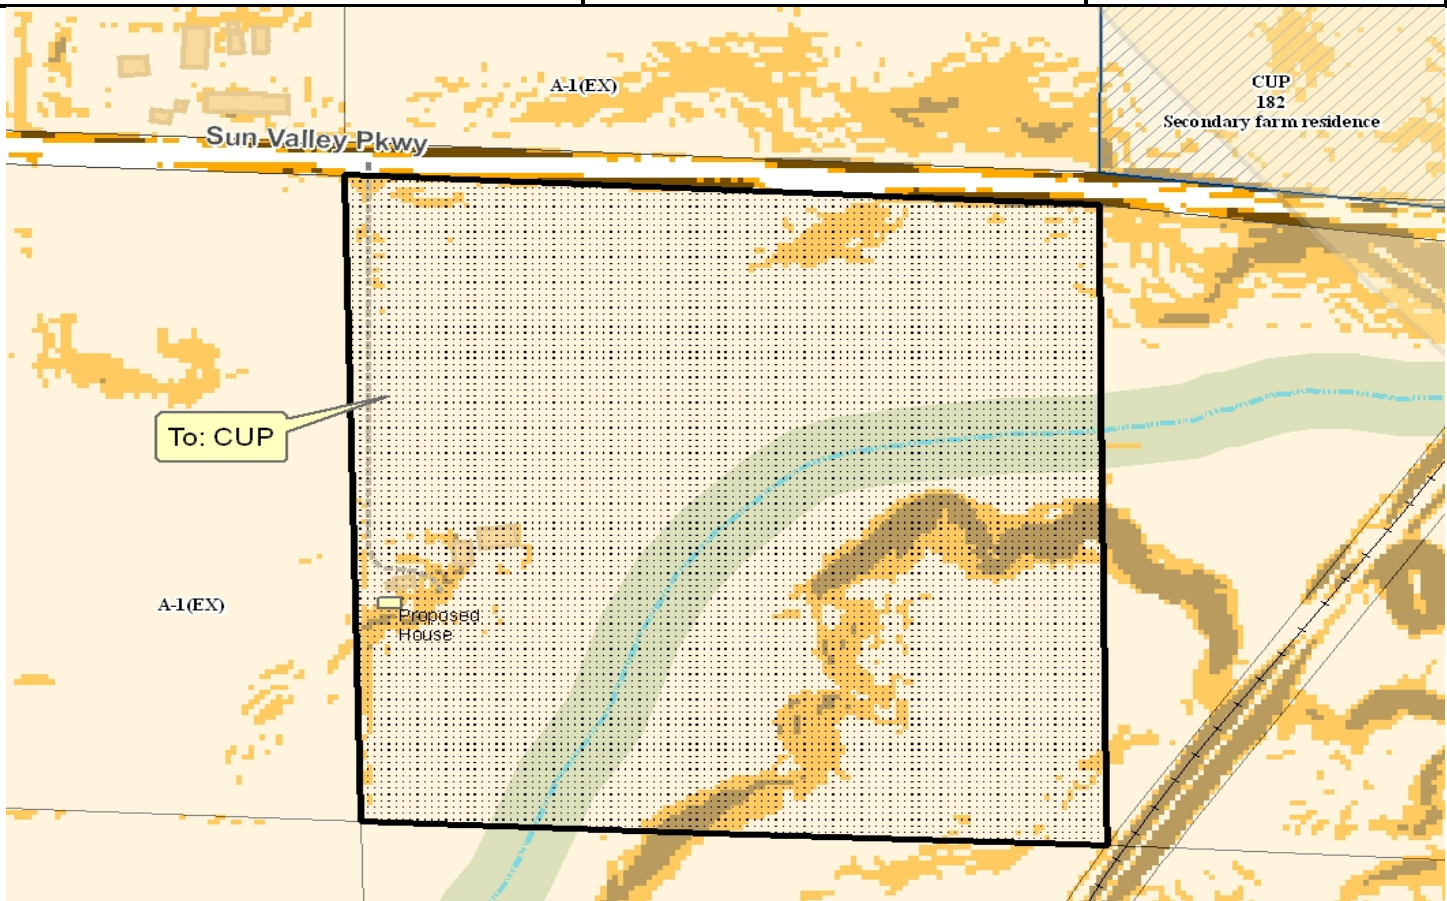 A-1(EX)
CUP
182
Secondary farm residence
Sun Valley Pkwy
To: CUP
A-1(EX)
Proposed
House